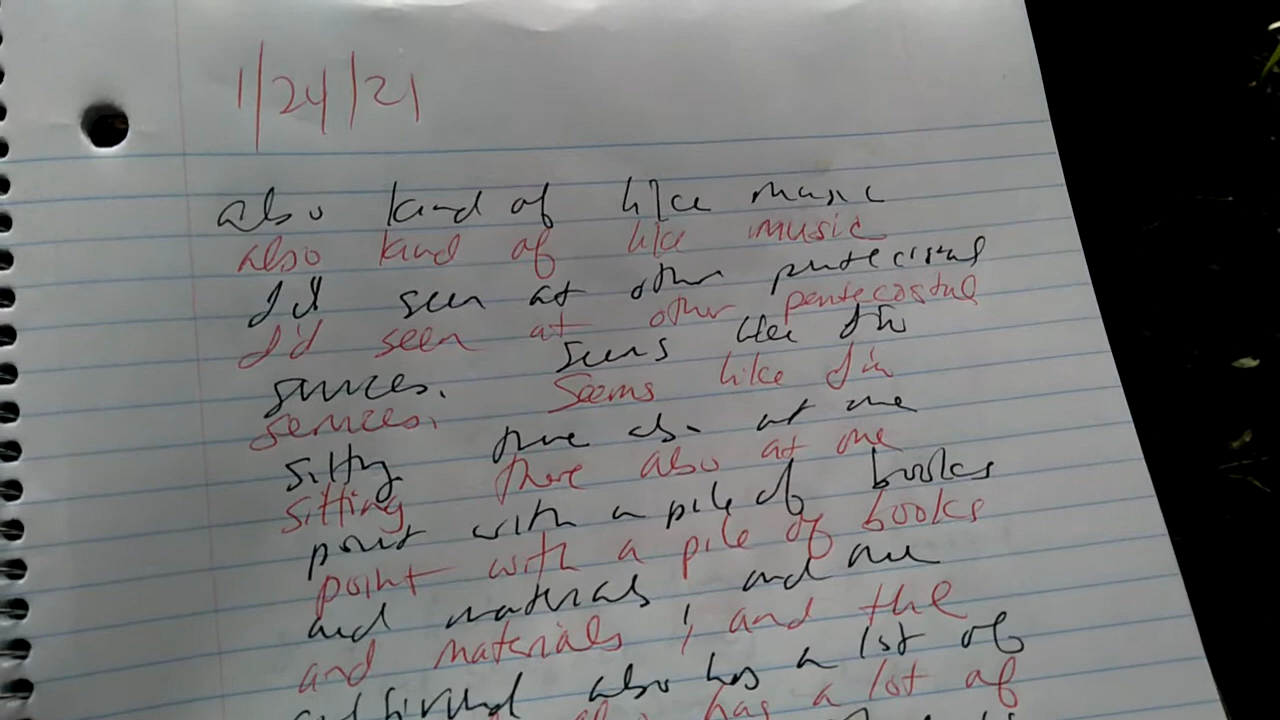 1/24/21
also kind of like music
also kind of like music
I'd seen at other pentecostal
I'd seen at other pentecostal
services. Seems like I'm
services. Seems like I'm
sitting there also at one
sitting there also at one
point with a pile of books
point with a pile of books
and materials, and
and materials, and the
also has a lot of
has a lot of